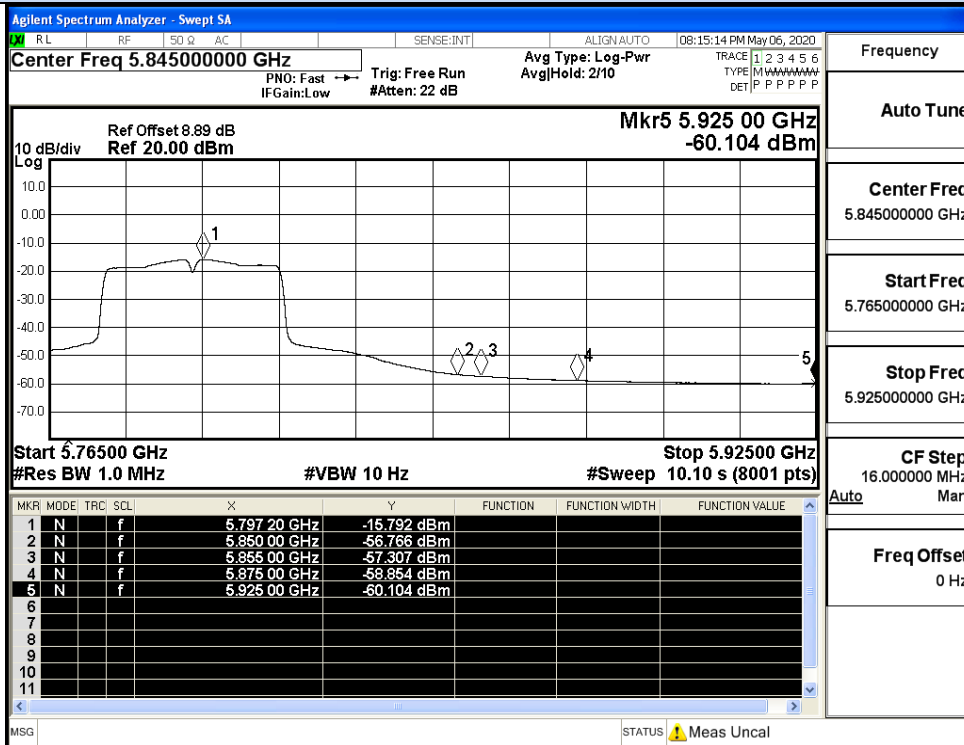 Agilent Spectrum Analyzer - Swept SA
LXI RL RF 50 Ω AC SENSE:INT ALIGN AUTO 08:15:14 PM May 06, 2020
Center Freq 5.845000000 GHz
PNO: Fast
IFGain:Low
Trig: Free Run
#Atten: 22 dB
Avg Type: Log-Pwr
Avg|Hold: 2/10
TRACE 1 2 3 4 5 6
TYPE M WWWWW
DET P P P P P P
Frequency
Ref Offset 8.89 dB
10 dB/div Ref 20.00 dBm
Log
Mkr5 5.925 00 GHz
-60.104 dBm
10.0
0.00
-10.0
-20.0
-30.0
-40.0
-50.0
-60.0
-70.0
1
2
3
4
5
Start 5.76500 GHz Stop 5.92500 GHz
#Res BW 1.0 MHz #VBW 10 Hz #Sweep 10.10 s (8001 pts)
MKR MODE TRC SCL X Y FUNCTION FUNCTION WIDTH FUNCTION VALUE
1 N f 5.797 20 GHz -15.792 dBm
2 N f 5.850 00 GHz -56.766 dBm
3 N f 5.855 00 GHz -57.307 dBm
4 N f 5.875 00 GHz -58.854 dBm
5 N f 5.925 00 GHz -60.104 dBm
6
7
8
9
10
11
MSG STATUS Meas Uncal
Auto Tune
Center Freq
5.845000000 GHz
Start Freq
5.765000000 GHz
Stop Freq
5.925000000 GHz
CF Step
16.000000 MHz
Auto Man
Freq Offset
0 Hz